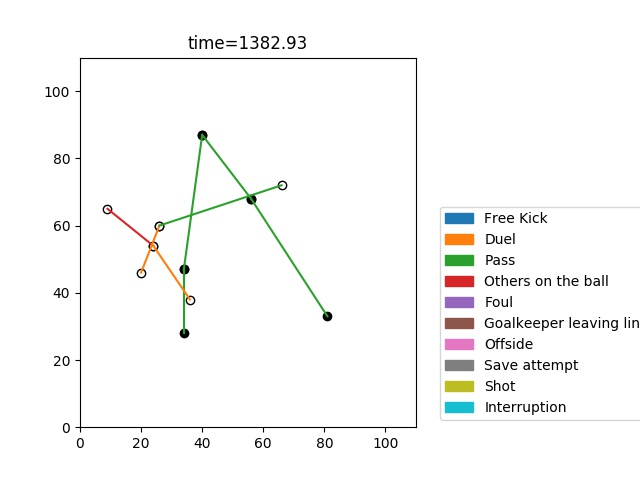 time=1382.93
100
80
60
40
20
0
0 20 40 60 80 100
Free Kick
Duel
Pass
Others on the ball
Foul
Goalkeeper leaving lin
Offside
Save attempt
Shot
Interruption